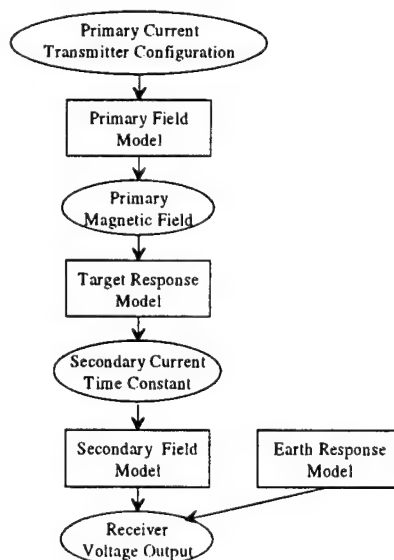 Primary Current
Transmitter Configuration
Primary Field
Model
Primary
Magnetic Field
Target Response
Model
Secondary Current
Time Constant
Secondary Field
Model
Earth Response
Model
Receiver
Voltage Output